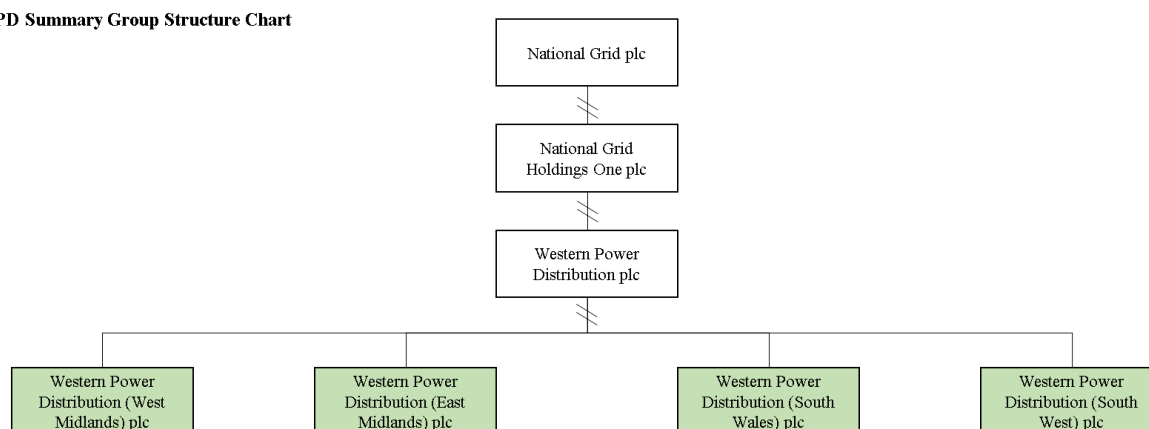 PD Summary Group Structure Chart
National Grid plc
National Grid
Holdings One plc
Western Power
Distribution plc
Western Power
Distribution (West
Midlands) plc
Western Power
Distribution (East
Midlands) plc
Western Power
Distribution (South
Wales) plc
Western Power
Distribution (South
West) plc